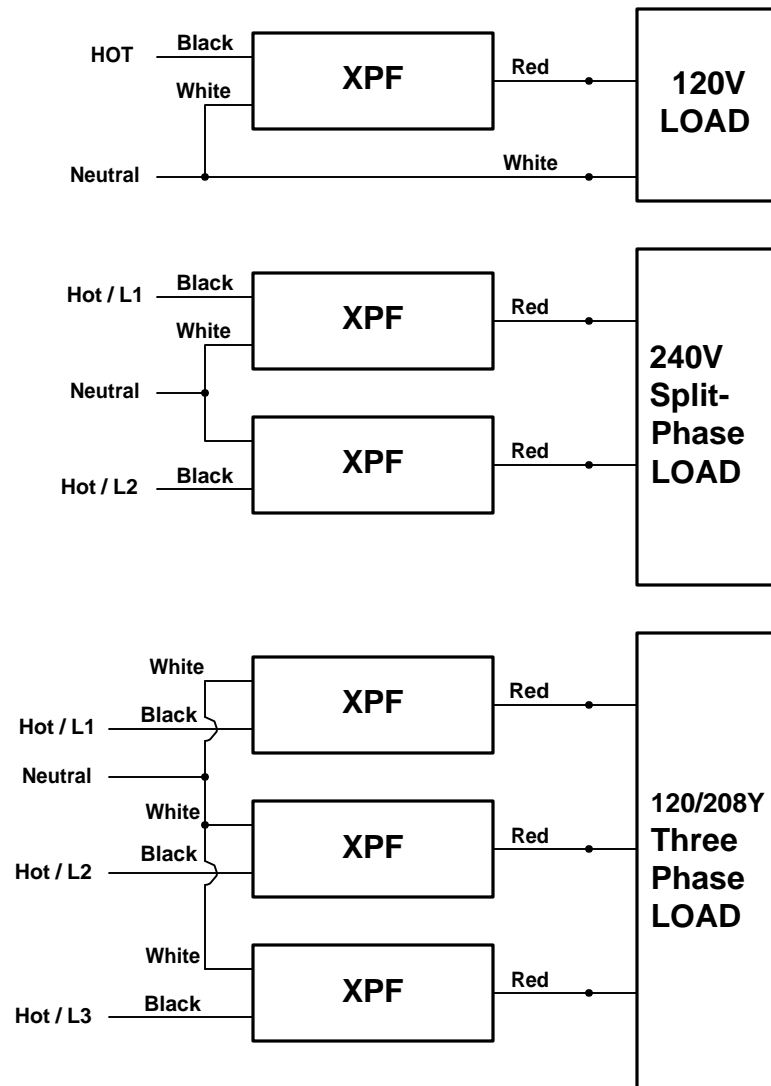 HOT
Black
XPF
Red
120V
LOAD
White
Neutral
White
Hot / L1
Black
XPF
Red
White
Neutral
240V
Split-
Phase
LOAD
XPF
Red
Hot / L2
Black
White
XPF
Red
Hot / L1
Black
Neutral
White
XPF
Red
120/208Y
Three
Phase
LOAD
Hot / L2
Black
White
XPF
Red
Hot / L3
Black